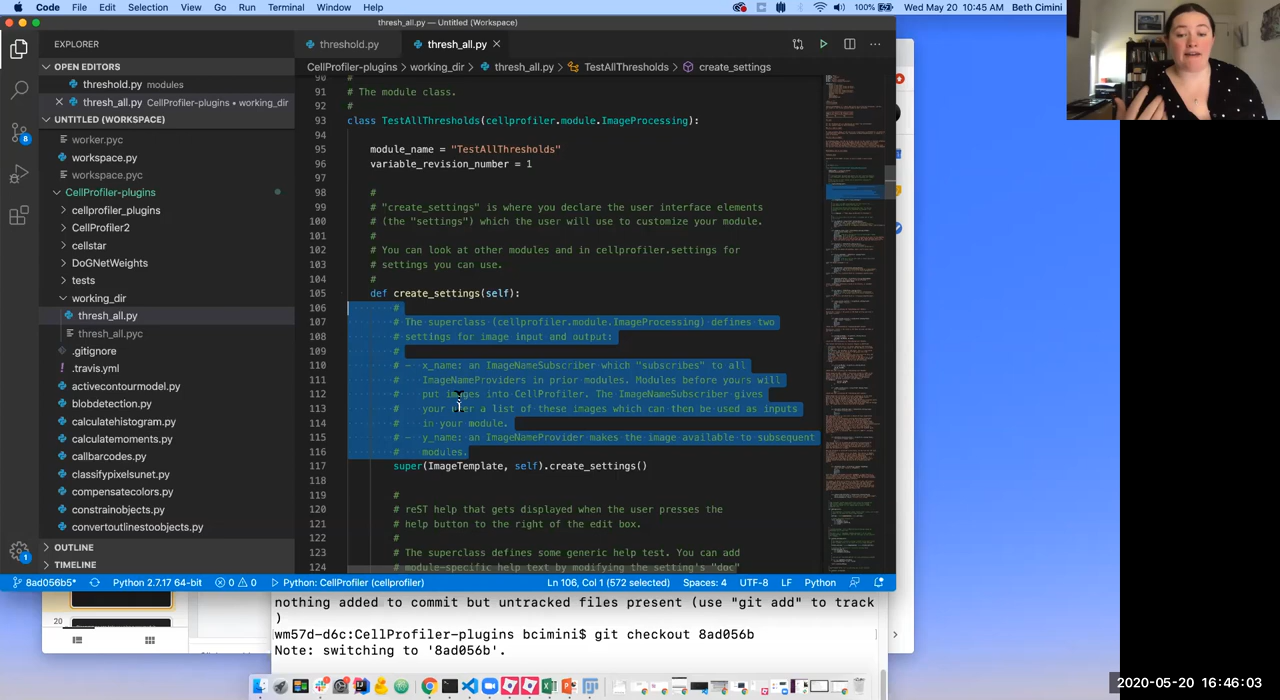 Code File Edit Selection View Go Run Terminal Window Help 100% Wed May 20 10:45 AM Beth Cimini
thresh_all.py — Untitled (Workspace)
EXPLORER
threshold.py
thresh_all.py
OPEN EDITORS
threshold.py modules
thresh_all.py CellProfiler-plugins • working_dir
UNTITLED (WORKSPACE)
worker.pyc
workspace.py
workspace.pyc
CellProfiler-plugins
cellprofiler_plugins
CellProfiler2
cellstar
DoGNetWeights
tests
working_dir
thresh_all.py
thresh_all.pyc
.gitignore
.travis.yml
activecontourmodel.py
blobdetection.py
calculatehistogram.py
calculatemoments.py
callbarcodes.py
classifypixelsunet.py
compensatecolors.py
constrainobjects.py
convertoutlinestoobjects.py
OUTLINE
TIMELINE
8
1
CellProfiler-plugins > working_dir > thresh_all.py > TestAllThresholds > create_settings
90 #
91 # The module class.
92 #
93 class TestAllThresholds(cellprofiler.module.ImageProcessing):
94
95 module_name = "TestAllThresholds"
96 variable_revision_number = 1
97
98 #
99 # "create_settings" is where you declare the user interface elements
100 # (the "settings") which the user will use to customize your module.
101 #
102 # You can look at other modules and in cellprofiler.settings for
103 # settings you can use.
104 #
105 def create_settings(self):
106 #
107 # The superclass (cellprofiler.module.ImageProcessing) defines two
108 # settings for image input and output:
109 #
110 # - x_name: an ImageNameSubscriber which "subscribes" to all
111 # ImageNameProviders in prior modules. Modules before yours will
112 # put images into CellProfiler. The ImageNameSubscriber gives
113 # your user a list of these images which can then be used as inputs
114 # in your module.
115 # - y_name: an ImageNameProvider makes the image available to subsequent
116 # modules.
117 super(ImageTemplate, self).create_settings()
118
119 #
120 # reST help that gets displayed when the user presses the
121 # help button to the right of the edit box.
122 #
123 # The superclass defines some generic help test. You can add
124 # module-specific help text by modifying the setting's "doc"
8ad056b* Python 2.7.17 64-bit 0 0 Python: CellProfiler (cellprofiler) Ln 106, Col 1 (572 selected) Spaces: 4 UTF-8 LF Python
20
nothing added to commit but untracked files present (use "git add" to track
)
wm57d-d6c:CellProfiler-plugins bcimini$ git checkout 8ad056b
Note: switching to '8ad056b'.
2020-05-20 16:46:03